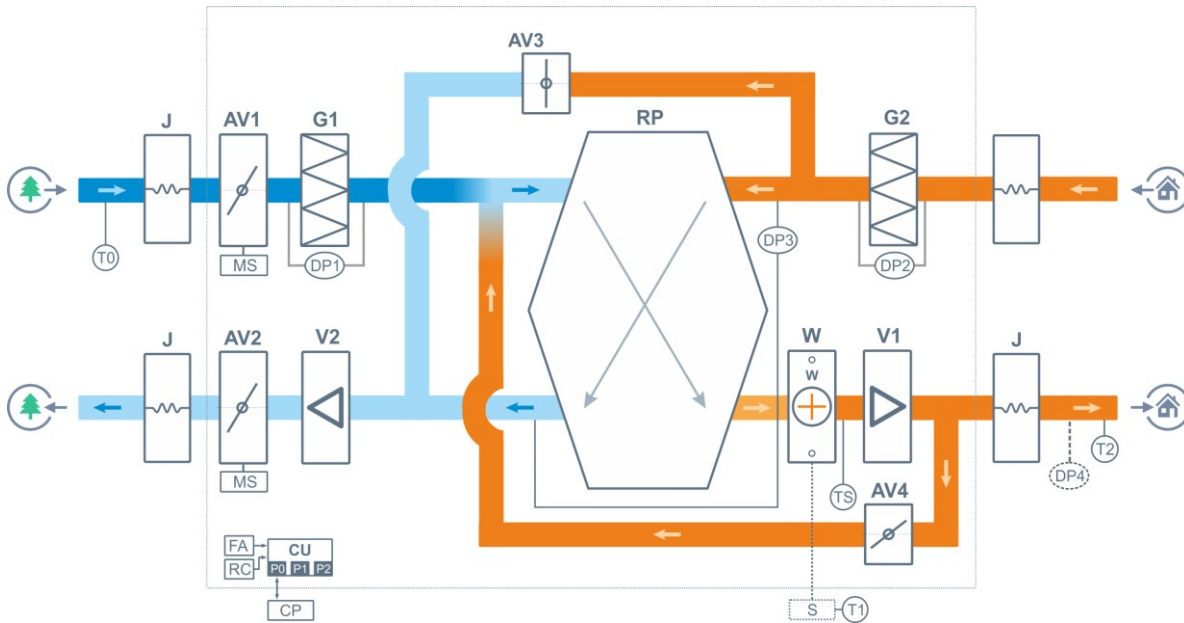 AV3
J
AV1
G1
RP
G2
T0
MS
DP1
DP3
DP2
J
AV2
V2
W
V1
J
W
MS
TS
DP4
T2
AV4
FA
RC
CU
P0 P1 P2
CP
S
T1